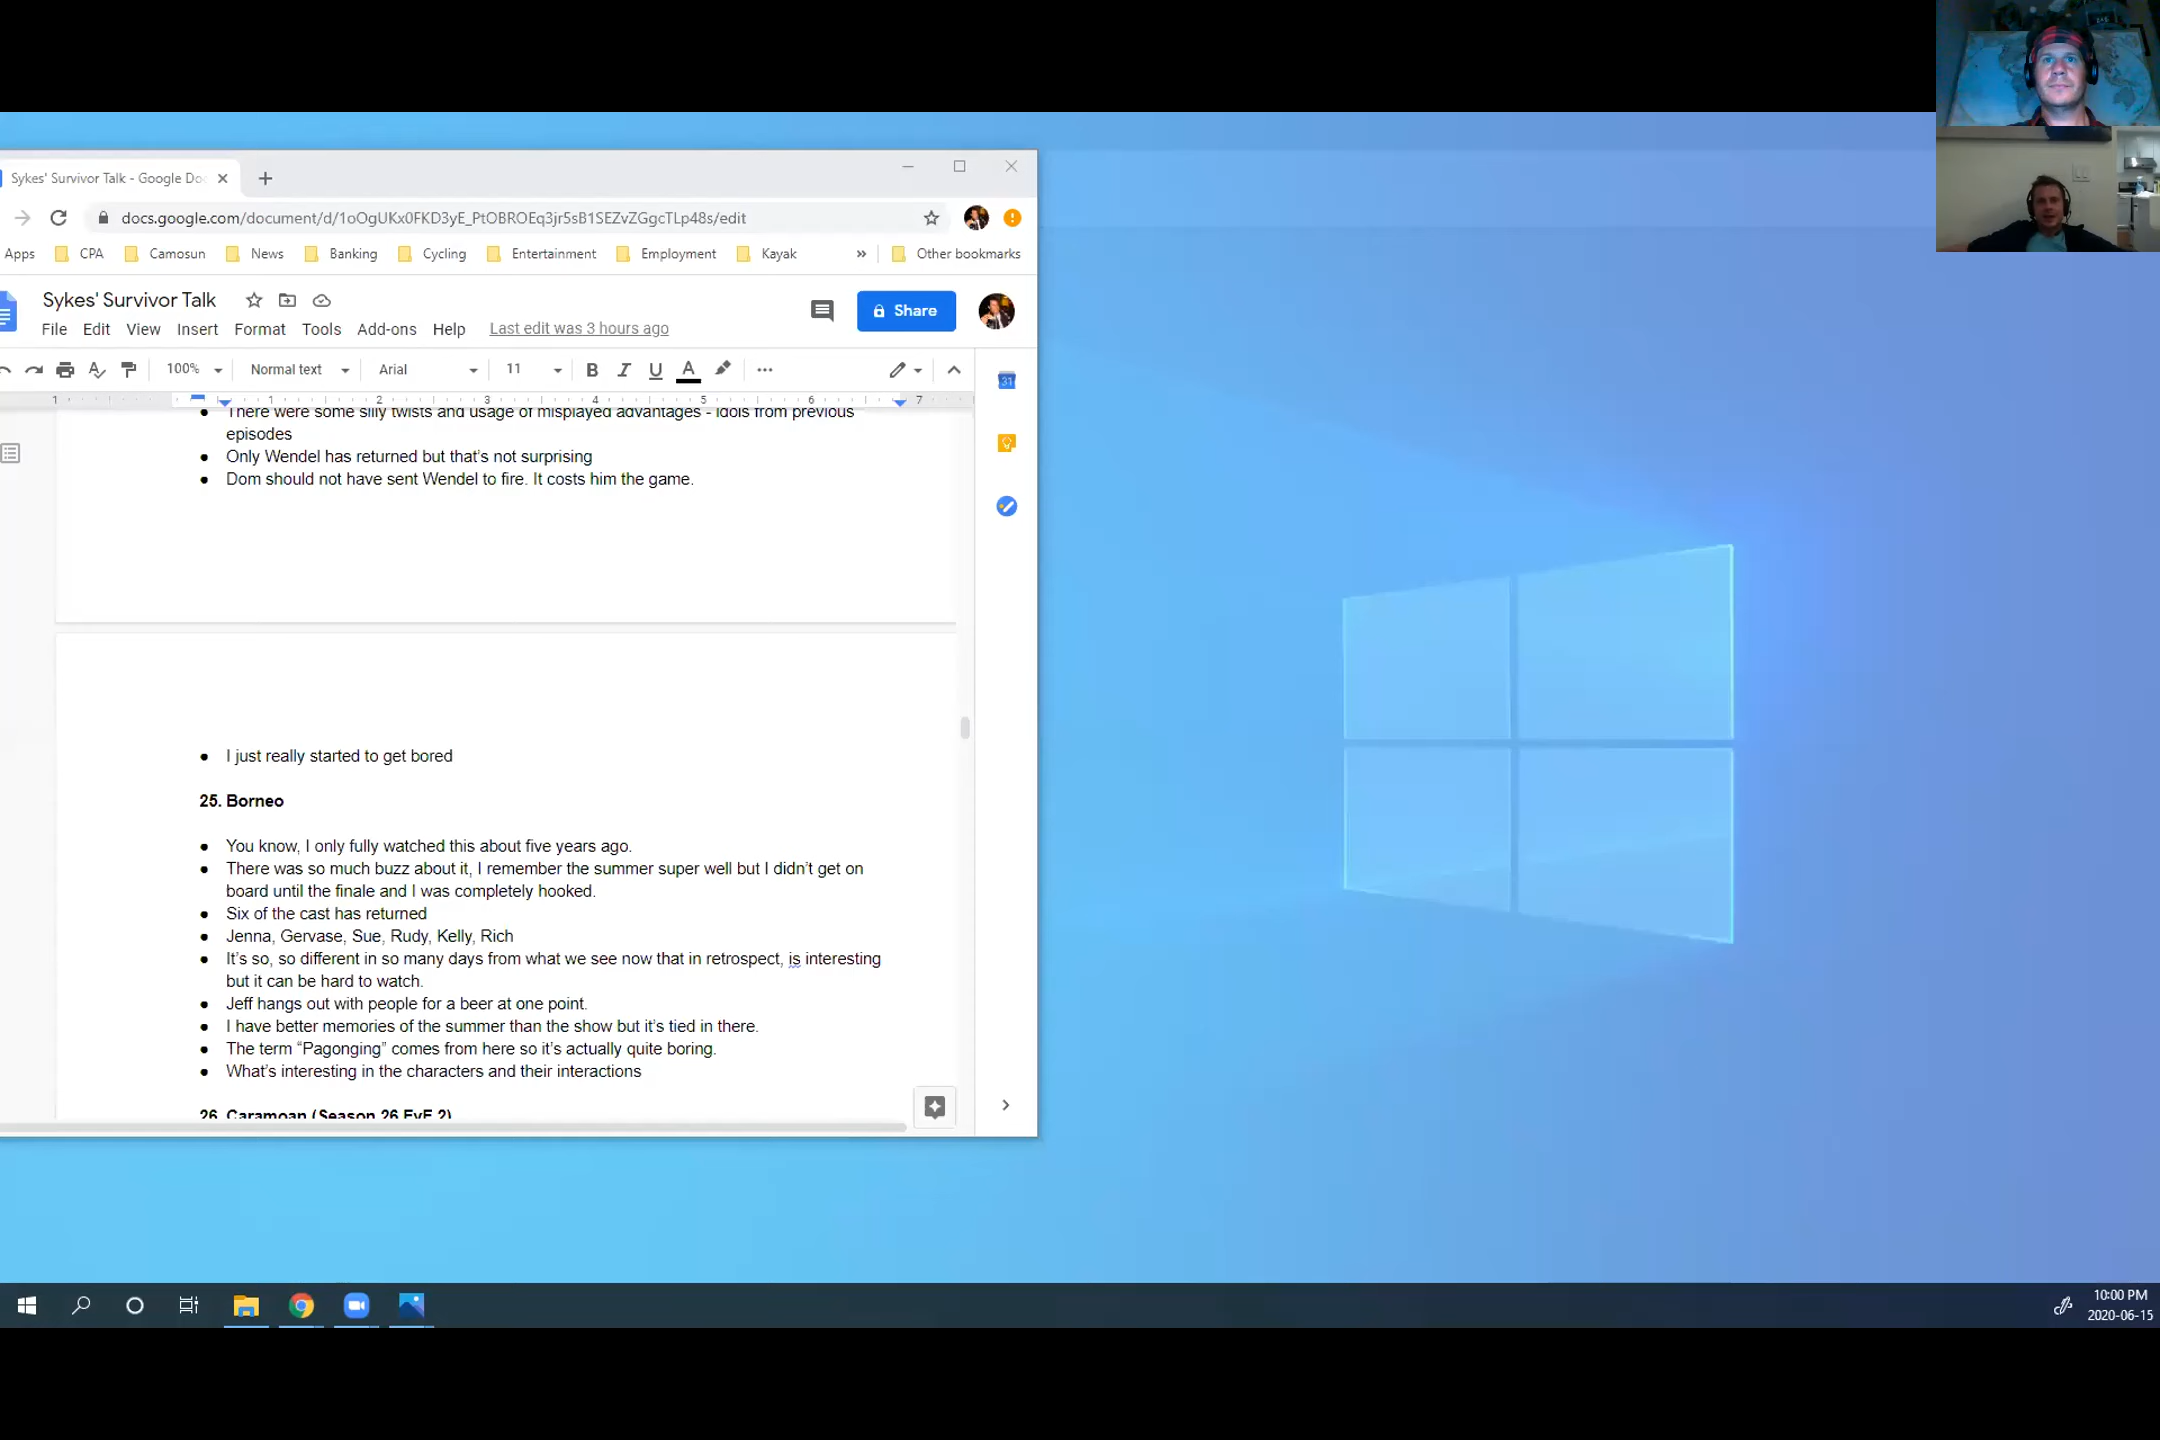 Sykes' Survivor Talk - Google Do
docs.google.com/document/d/1oOgUKx0FKD3yE_PtOBROEq3jr5sB1SEZvZGgcTLp48s/edit
Apps CPA Camosun News Banking Cycling Entertainment Employment Kayak » Other bookmarks
Sykes' Survivor Talk
Share
File Edit View Insert Format Tools Add-ons Help Last edit was 3 hours ago
100% Normal text Arial 11 B I U A
1 1 2 3 4 5 6 7
31
● There were some silly twists and usage of misplayed advantages - idols from previous
episodes
● Only Wendel has returned but that's not surprising
● Dom should not have sent Wendel to fire. It costs him the game.
● I just really started to get bored
25. Borneo
● You know, I only fully watched this about five years ago.
● There was so much buzz about it, I remember the summer super well but I didn't get on
board until the finale and I was completely hooked.
● Six of the cast has returned
● Jenna, Gervase, Sue, Rudy, Kelly, Rich
● It's so, so different in so many days from what we see now that in retrospect, is interesting
but it can be hard to watch.
● Jeff hangs out with people for a beer at one point.
● I have better memories of the summer than the show but it's tied in there.
● The term “Pagonging” comes from here so it's actually quite boring.
● What's interesting in the characters and their interactions
26. Caramoan (Season 26 FvF 2)
10:00 PM
2020-06-15